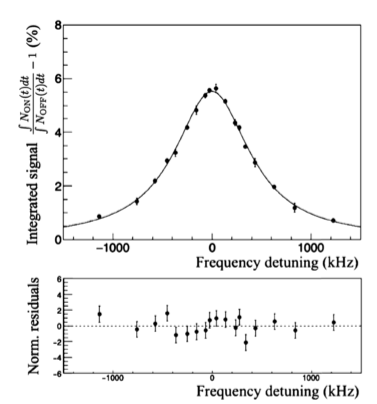 Integrated signal ∫ N_ON(t)dt / ∫ N_OFF(t)dt − 1 (%)
8
6
4
2
0
−1000 0 1000
Frequency detuning (kHz)
Norm. residuals
6
4
2
0
-2
-4
-6
-1000 0 1000
Frequency detuning (kHz)